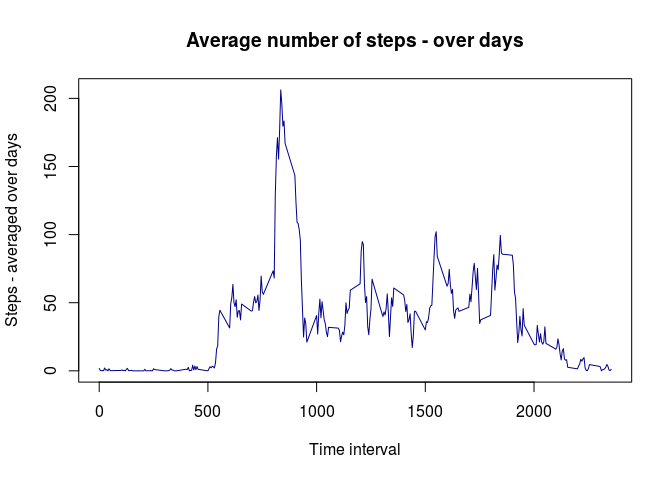 Average number of steps - over days
Steps - averaged over days
200
150
100
50
0
0 500 1000 1500 2000
Time interval